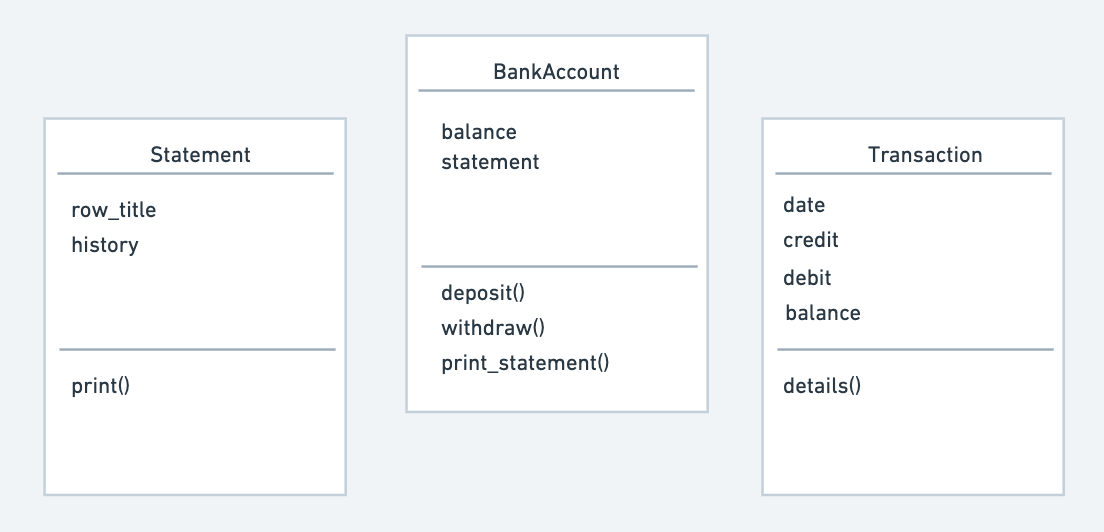 Statement
row_title
history
print()
BankAccount
balance
statement
deposit()
withdraw()
print_statement()
Transaction
date
credit
debit
balance
details()